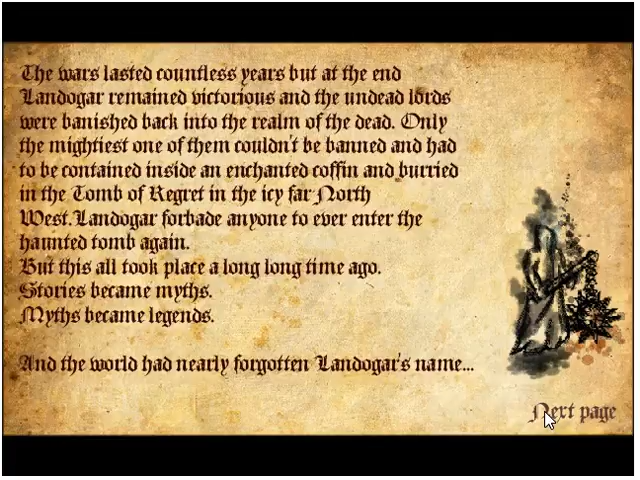 The wars lasted countless years but at the end
Landogar remained victorious and the undead lords
were banished back into the realm of the dead. Only
the mightiest one of them couldn't be banned and had
to be contained inside an enchanted coffin and burried
in the Tomb of Regret in the icy far North
West.Landogar forbade anyone to ever enter the
haunted tomb again.
But this all took place a long long time ago.
Stories became myths.
Myths became legends.
And the world had nearly forgotten Landogar's name...
Next page